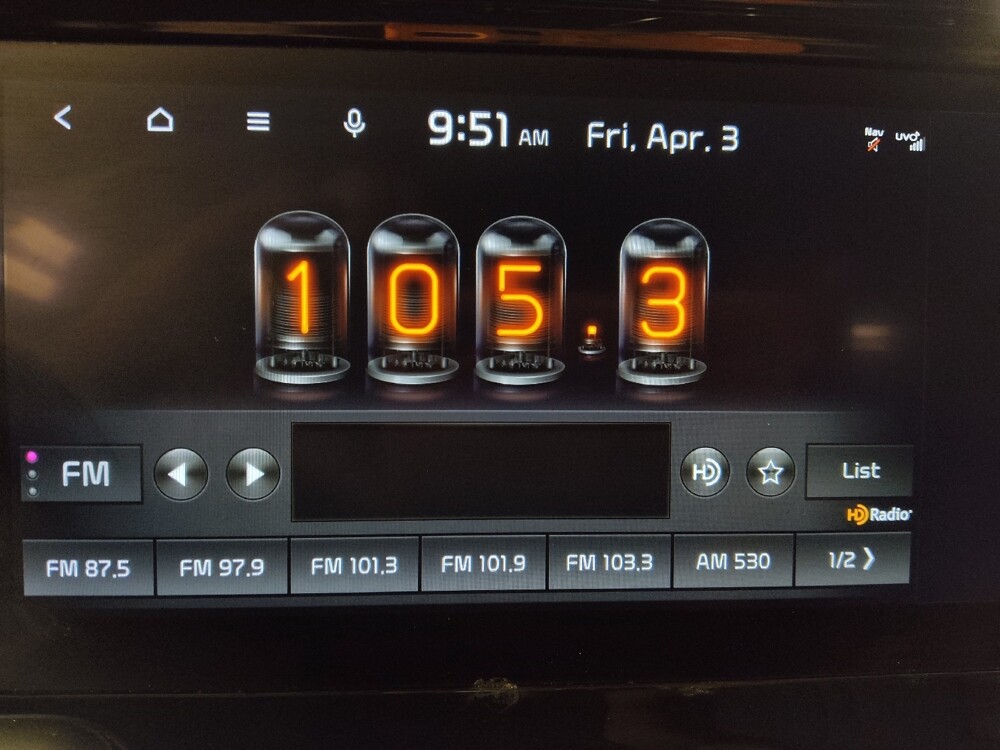 9:51 AM Fri, Apr. 3 Nav UVO
105.3
FM HD List
HD Radio
FM 87.5 FM 97.9 FM 101.3 FM 101.9 FM 103.3 AM 530 1/2